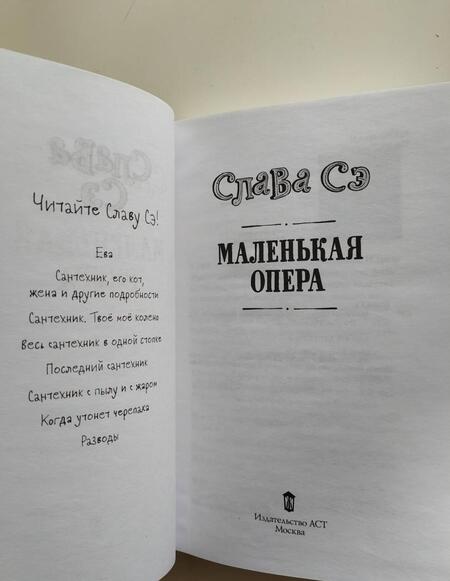 Читайте Славу Сэ!
Ева
Сантехник, его кот,
жена и другие подробности
Сантехник. Твоё моё колено
Весь сантехник в одной стопке
Последний сантехник
Сантехник с пылу и с жаром
Когда утонет черепаха
Разводы
Слава Сэ
МАЛЕНЬКАЯ
ОПЕРА
Издательство АСТ
Москва